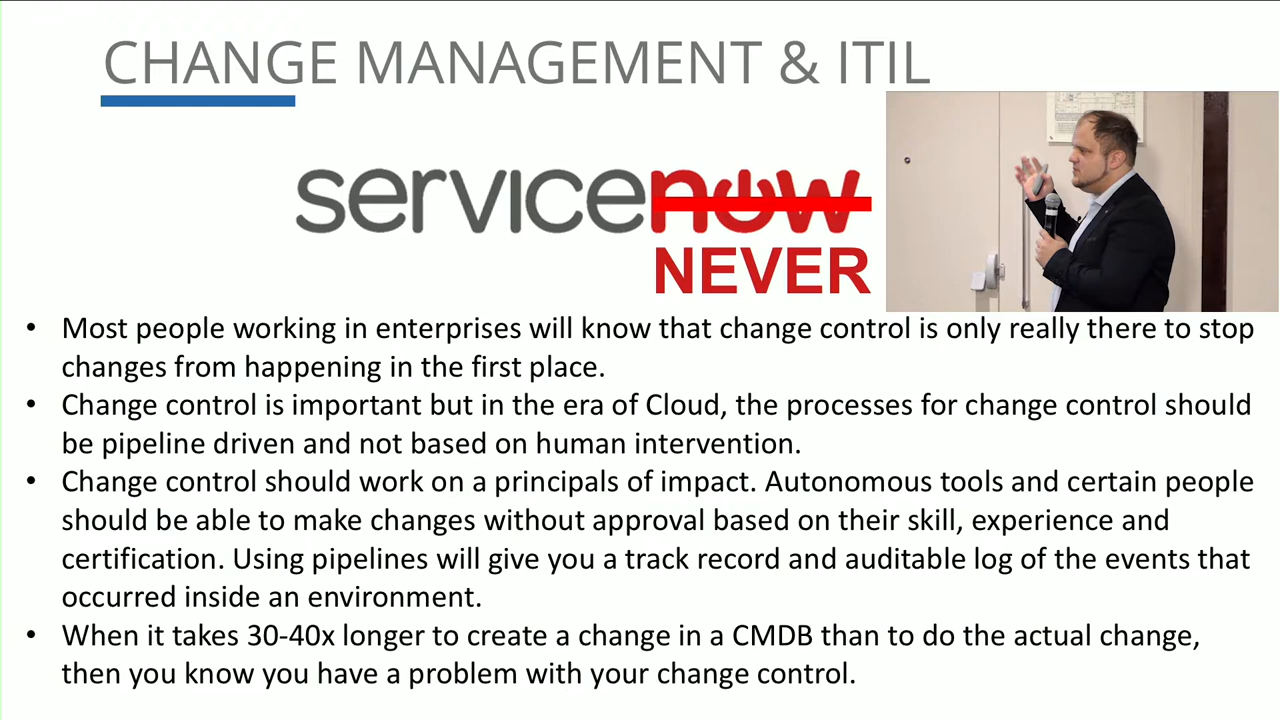 CHANGE MANAGEMENT & ITIL
servicenow
NEVER
• Most people working in enterprises will know that change control is only really there to stop
changes from happening in the first place.
• Change control is important but in the era of Cloud, the processes for change control should
be pipeline driven and not based on human intervention.
• Change control should work on a principals of impact. Autonomous tools and certain people
should be able to make changes without approval based on their skill, experience and
certification. Using pipelines will give you a track record and auditable log of the events that
occurred inside an environment.
• When it takes 30-40x longer to create a change in a CMDB than to do the actual change,
then you know you have a problem with your change control.